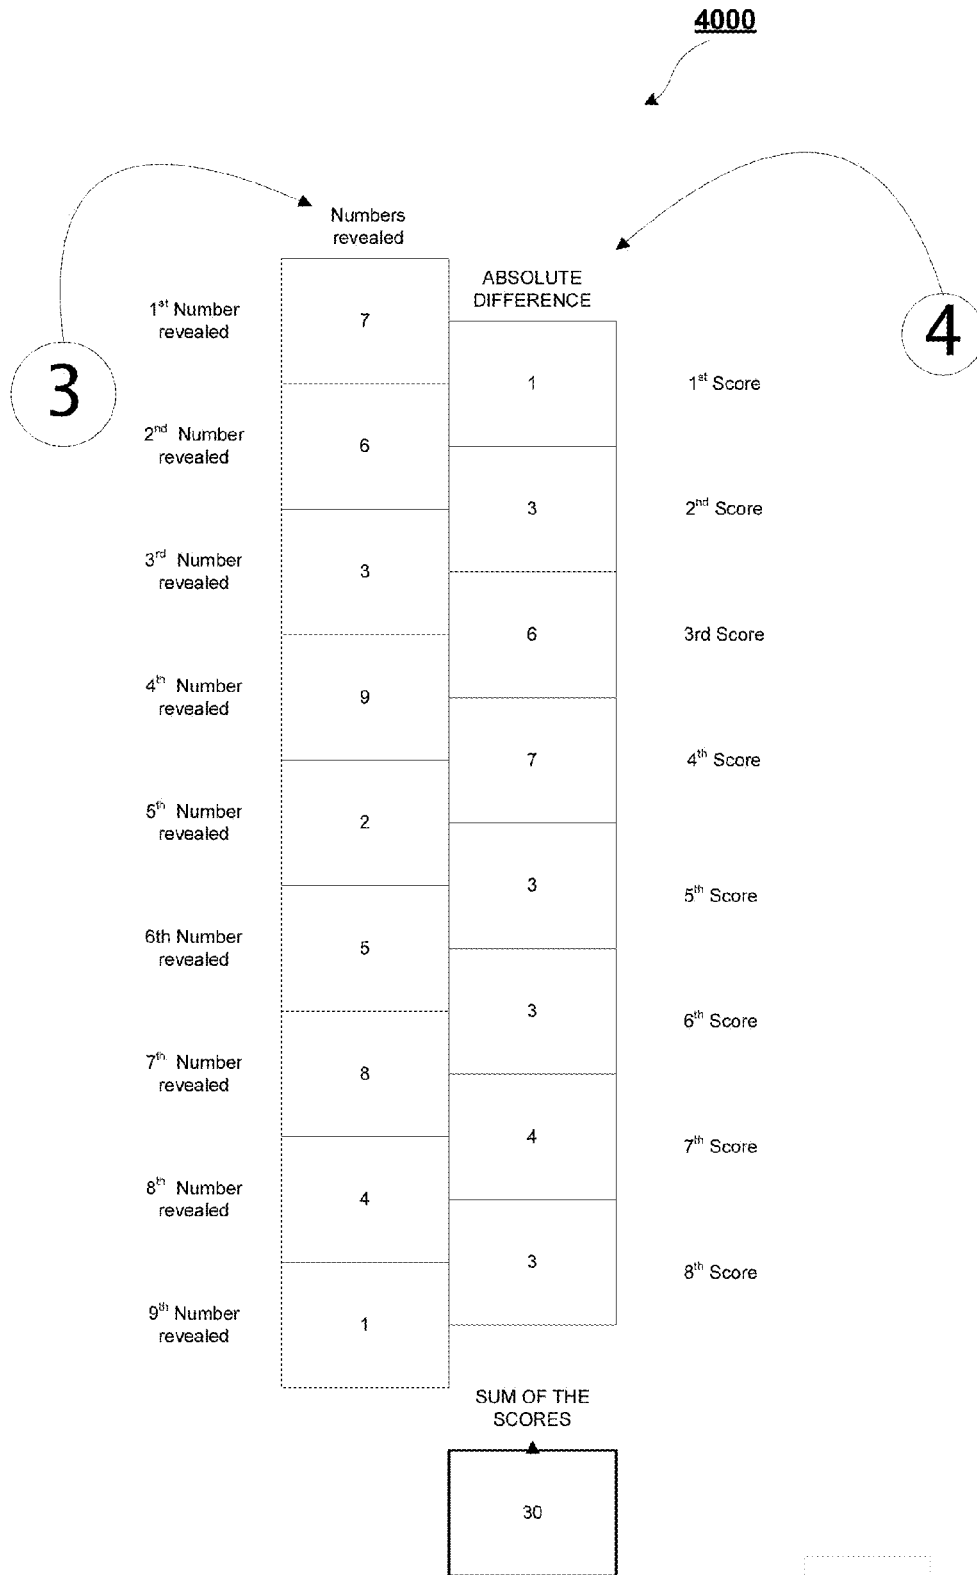 4000
Numbers
revealed
ABSOLUTE
DIFFERENCE
1st Number
revealed
7
3
4
1
1st Score
2nd Number
revealed
6
3
2nd Score
3rd Number
revealed
3
6
3rd Score
4th Number
revealed
9
7
4th Score
5th Number
revealed
2
3
5th Score
6th Number
revealed
5
3
6th Score
7th Number
revealed
8
4
7th Score
8th Number
revealed
4
3
8th Score
9th Number
revealed
1
SUM OF THE
SCORES
30